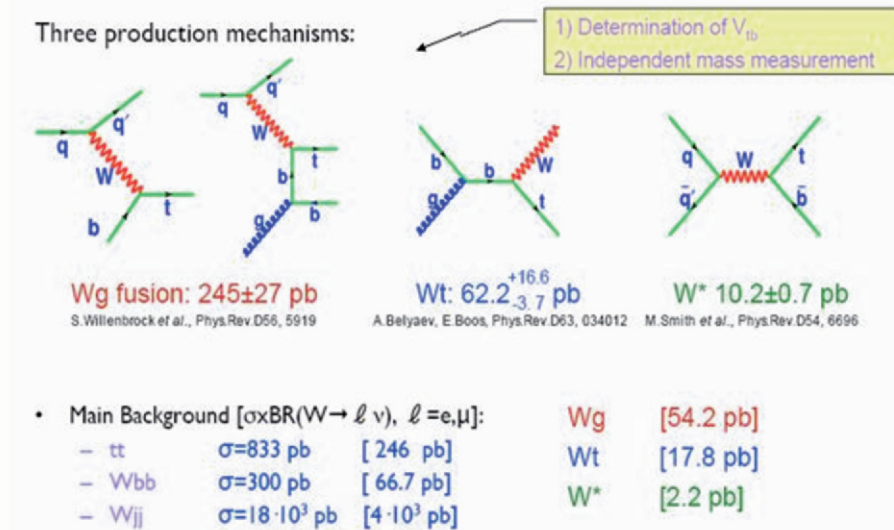 Three production mechanisms:
1) Determination of V_tb
2) Independent mass measurement
q q' W b t
q q' W b t g b
b g b W t
q q̄' W t b̄
Wg fusion: 245±27 pb
S.Willenbrock et al., Phys.Rev.D56, 5919
Wt: 62.2 +16.6 -3.7 pb
A.Belyaev, E.Boos, Phys.Rev.D63, 034012
W* 10.2±0.7 pb
M.Smith et al., Phys.Rev.D54, 6696
• Main Background [σxBR(W→ ℓ ν), ℓ =e,μ]:
– tt σ=833 pb [ 246 pb]
– Wbb σ=300 pb [ 66.7 pb]
– Wjj σ=18·10³ pb [4·10³ pb]
Wg [54.2 pb]
Wt [17.8 pb]
W* [2.2 pb]